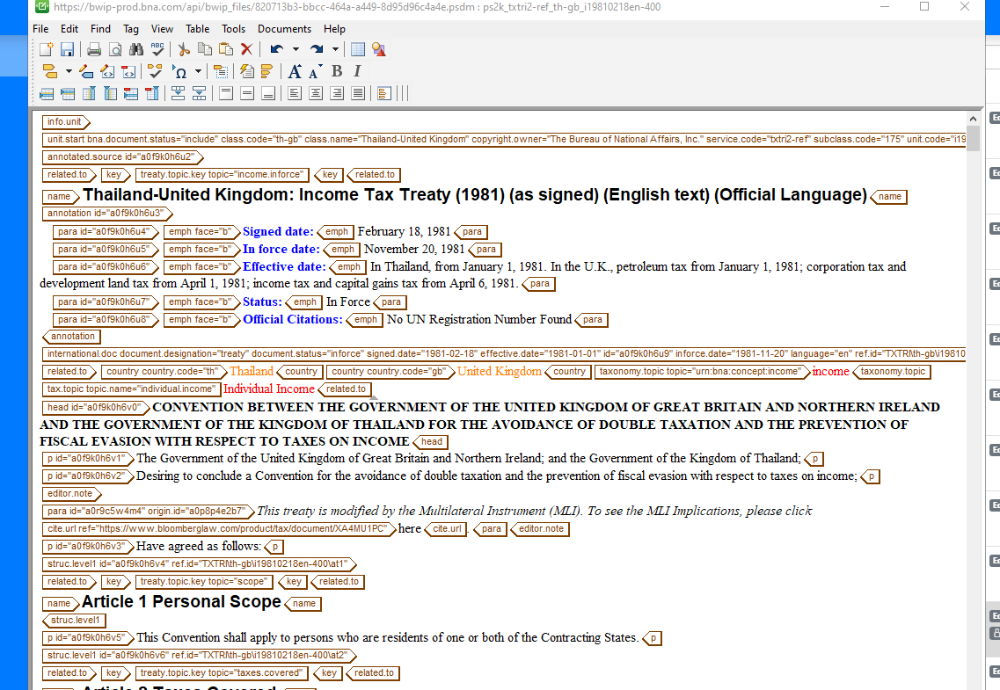 https://bwip-prod.bna.com/api/bwip_files/820713b3-bbcc-464a-a449-8d95d96c4a4e.psdm : ps2k_txtri2-ref_th-gb_i19810218en-400
File Edit Find Tag View Table Tools Documents Help
info.unit
unit.start bna.document.status="include" class.code="th-gb" class.name="Thailand-United Kingdom" copyright.owner="The Bureau of National Affairs, Inc." service.code="txtri2-ref" subclass.code="175" unit.code="i19
annotated.source id="a0f9k0h6u2"
related.to key treaty.topic.key topic="income.inforce" key related.to
name Thailand-United Kingdom: Income Tax Treaty (1981) (as signed) (English text) (Official Language) name
annotation id="a0f9k0h6u3"
para id="a0f9k0h6u4" emph face="b" Signed date: emph February 18, 1981 para
para id="a0f9k0h6u5" emph face="b" In force date: emph November 20, 1981 para
para id="a0f9k0h6u6" emph face="b" Effective date: emph In Thailand, from January 1, 1981. In the U.K., petroleum tax from January 1, 1981; corporation tax and
development land tax from April 1, 1981; income tax and capital gains tax from April 6, 1981. para
para id="a0f9k0h6u7" emph face="b" Status: emph In Force para
para id="a0f9k0h6u8" emph face="b" Official Citations: emph No UN Registration Number Found para
annotation
international.doc document.designation="treaty" document.status="inforce" signed.date="1981-02-18" effective.date="1981-01-01" id="a0f9k0h6u9" inforce.date="1981-11-20" language="en" ref.id="TXTRI\th-gb\i19810
related.to country country.code="th" Thailand country country country.code="gb" United Kingdom country taxonomy.topic topic="urn:bna:concept:income" income taxonomy.topic
tax.topic topic.name="individual.income" Individual Income related.to
head id="a0f9k0h6v0" CONVENTION BETWEEN THE GOVERNMENT OF THE UNITED KINGDOM OF GREAT BRITAIN AND NORTHERN IRELAND
AND THE GOVERNMENT OF THE KINGDOM OF THAILAND FOR THE AVOIDANCE OF DOUBLE TAXATION AND THE PREVENTION OF
FISCAL EVASION WITH RESPECT TO TAXES ON INCOME head
p id="a0f9k0h6v1" The Government of the United Kingdom of Great Britain and Northern Ireland; and the Government of the Kingdom of Thailand; p
p id="a0f9k0h6v2" Desiring to conclude a Convention for the avoidance of double taxation and the prevention of fiscal evasion with respect to taxes on income; p
editor.note
para id="a0r9c5w4m4" origin.id="a0p8p4e2b7" This treaty is modified by the Multilateral Instrument (MLI). To see the MLI Implications, please click
cite.url ref="https://www.bloomberglaw.com/product/tax/document/XA4MU1PC" here cite.url . para editor.note
p id="a0f9k0h6v3" Have agreed as follows: p
struc.level1 id="a0f9k0h6v4" ref.id="TXTRI\th-gb\i19810218en-400\at1"
related.to key treaty.topic.key topic="scope" key related.to
name Article 1 Personal Scope name
struc.level1
p id="a0f9k0h6v5" This Convention shall apply to persons who are residents of one or both of the Contracting States. p
struc.level1 id="a0f9k0h6v6" ref.id="TXTRI\th-gb\i19810218en-400\at2"
related.to key treaty.topic.key topic="taxes.covered" key related.to
Article 2 Taxes Covered